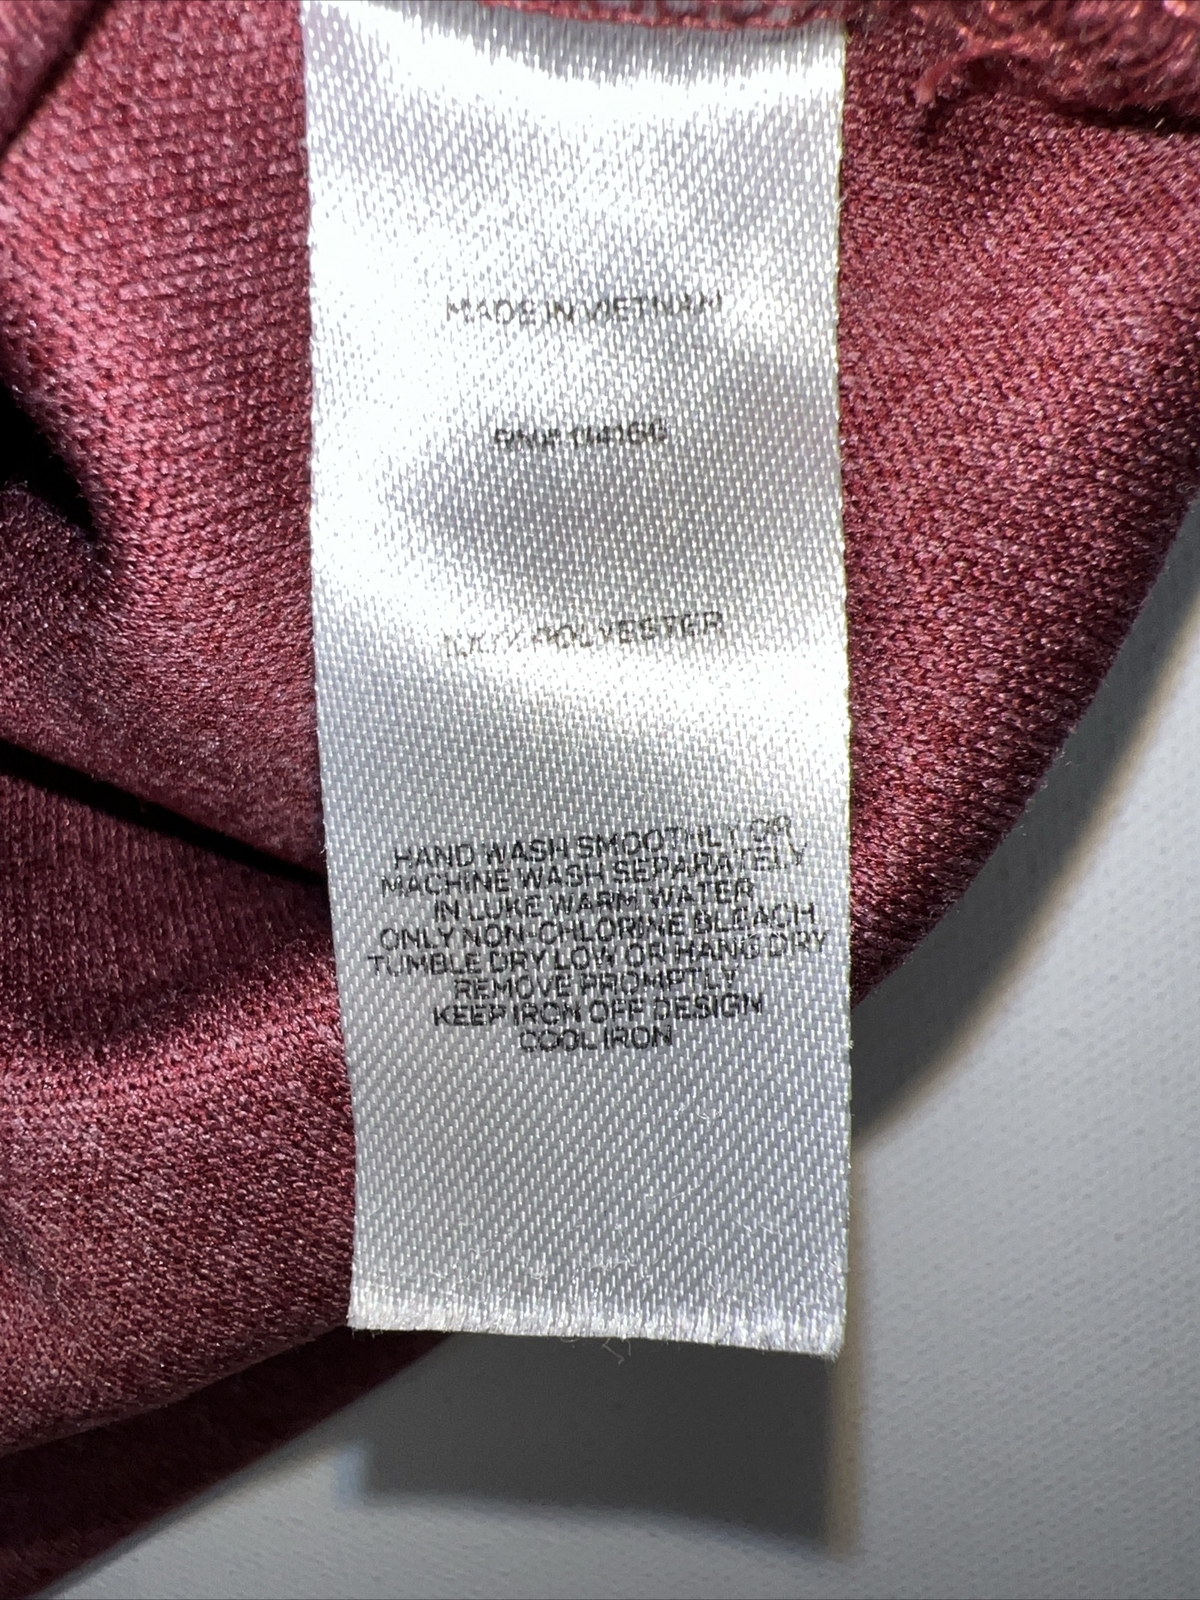 MADE IN VIETNAM
100% POLYESTER
HAND WASH SMOOTHLY OR
MACHINE WASH SEPARATELY
IN LUKE WARM WATER
ONLY NON-CHLORINE BLEACH
TUMBLE DRY LOW OR HANG DRY
REMOVE PROMPTLY
KEEP IRON OFF DESIGN
COOL IRON